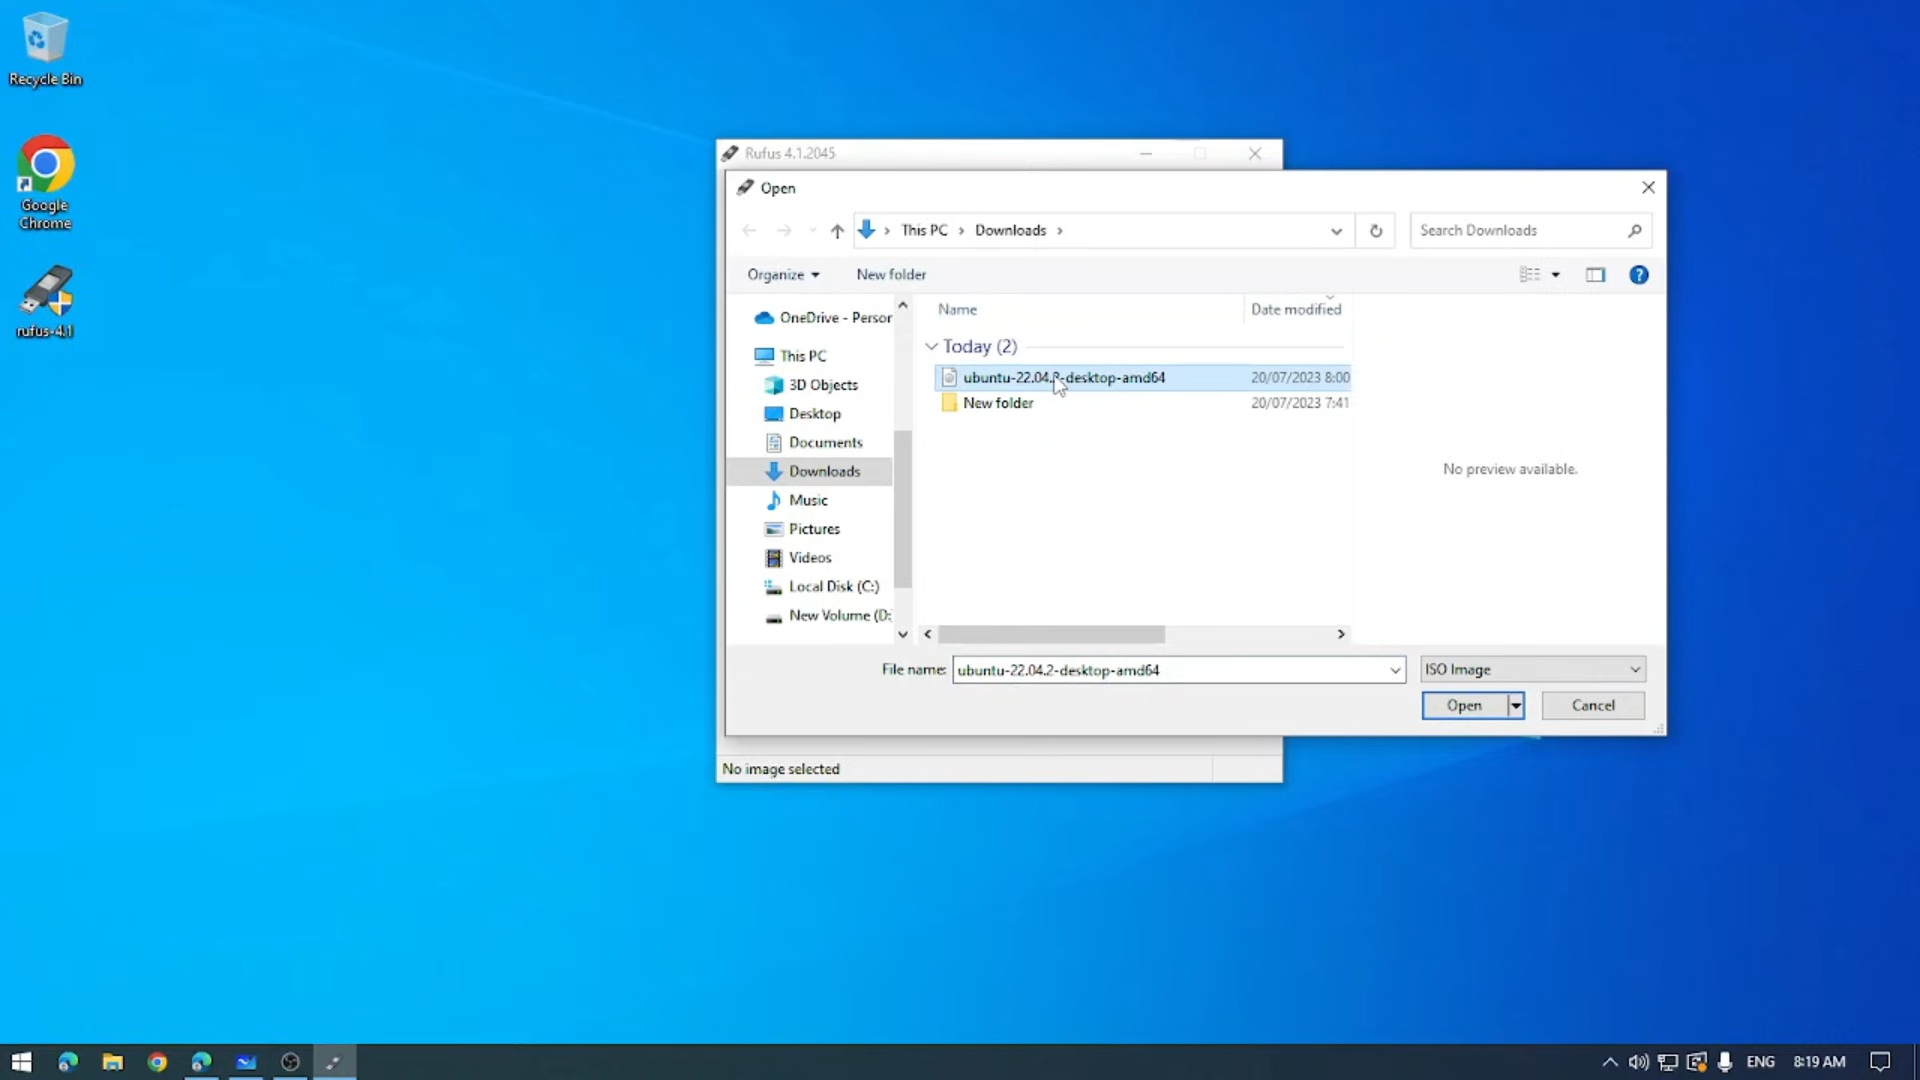 Recycle Bin
Google
Chrome
rufus-4.1
Rufus 4.1.2045
Open
This PC
Downloads
Search Downloads
Organize
New folder
OneDrive - Person
This PC
3D Objects
Desktop
Documents
Downloads
Music
Pictures
Videos
Local Disk (C:)
New Volume (D:
Name
Date modified
Today (2)
ubuntu-22.04.2-desktop-amd64
20/07/2023 8:00
New folder
20/07/2023 7:41
No preview available.
File name:
ubuntu-22.04.2-desktop-amd64
ISO Image
Open
Cancel
No image selected
ENG
8:19 AM